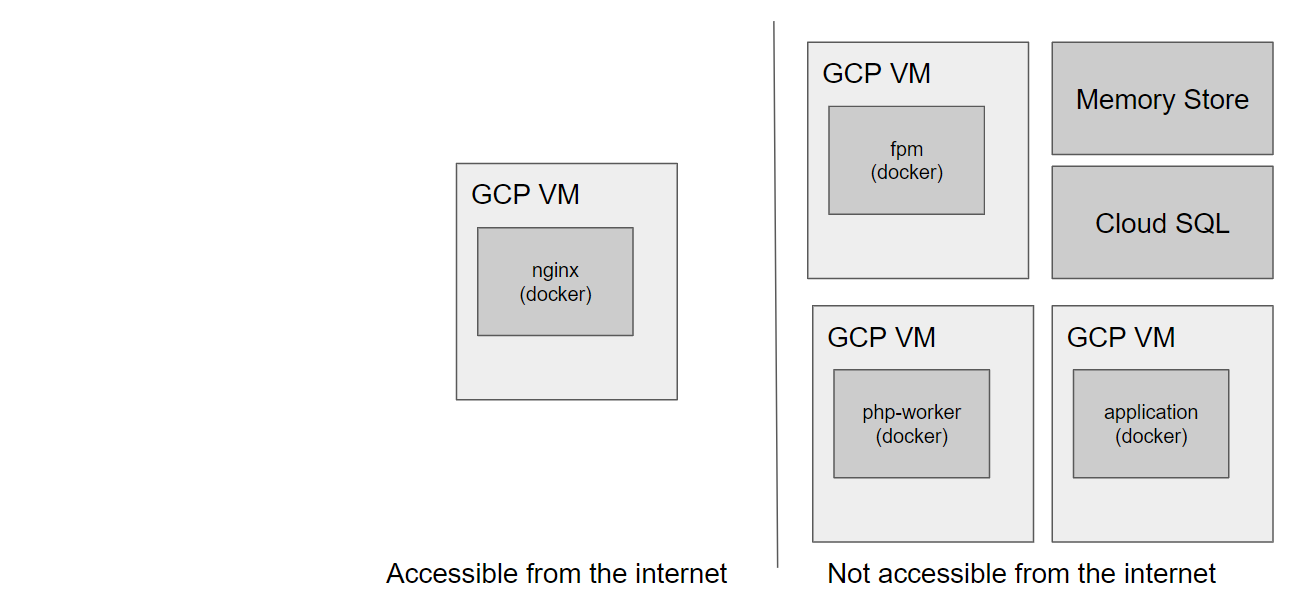 GCP VM
nginx
(docker)
Accessible from the internet
GCP VM
fpm
(docker)
Memory Store
Cloud SQL
GCP VM
php-worker
(docker)
GCP VM
application
(docker)
Not accessible from the internet